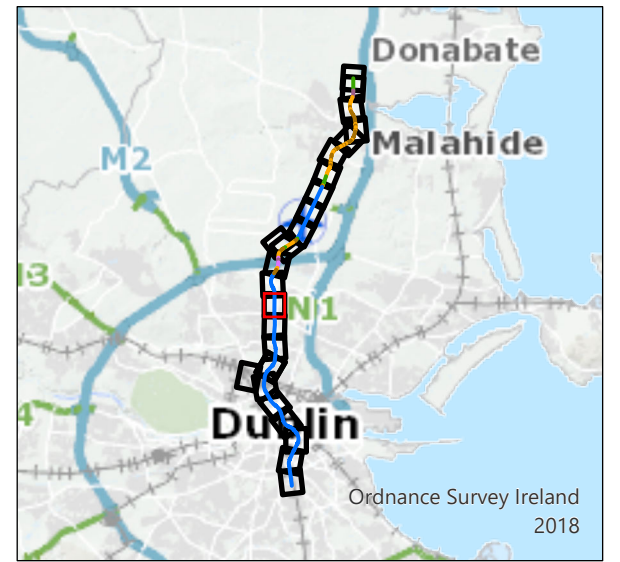 Donabate
Malahide
M2
N1
Dublin
Ordnance Survey Ireland
2018